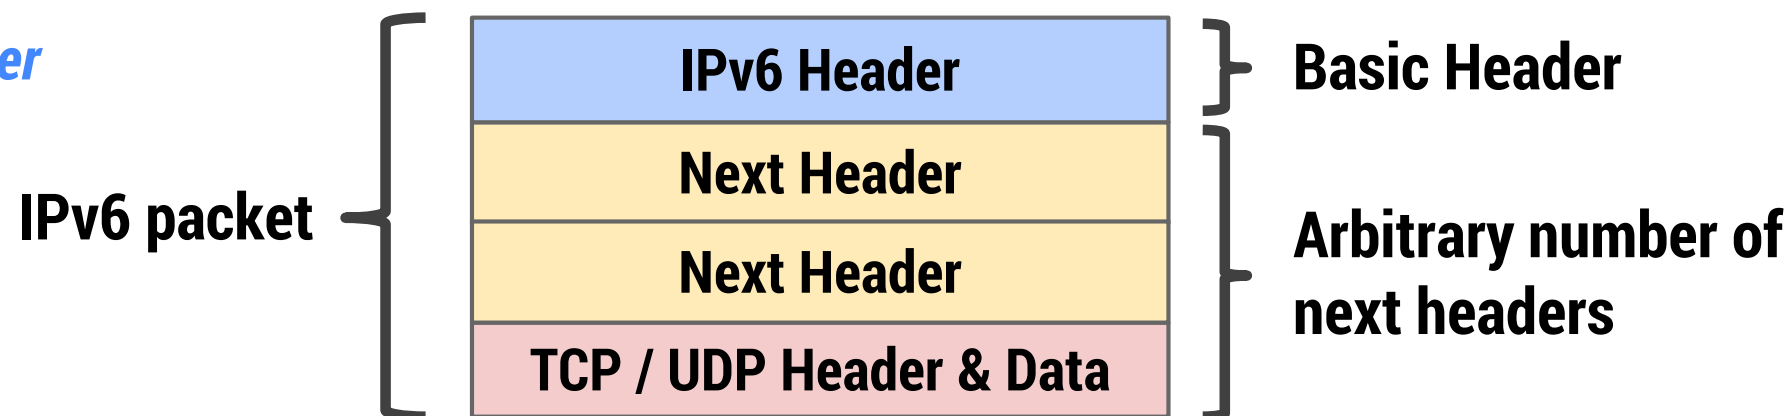 er
IPv6 packet
IPv6 Header
Next Header
Next Header
TCP / UDP Header & Data
Basic Header
Arbitrary number of
next headers